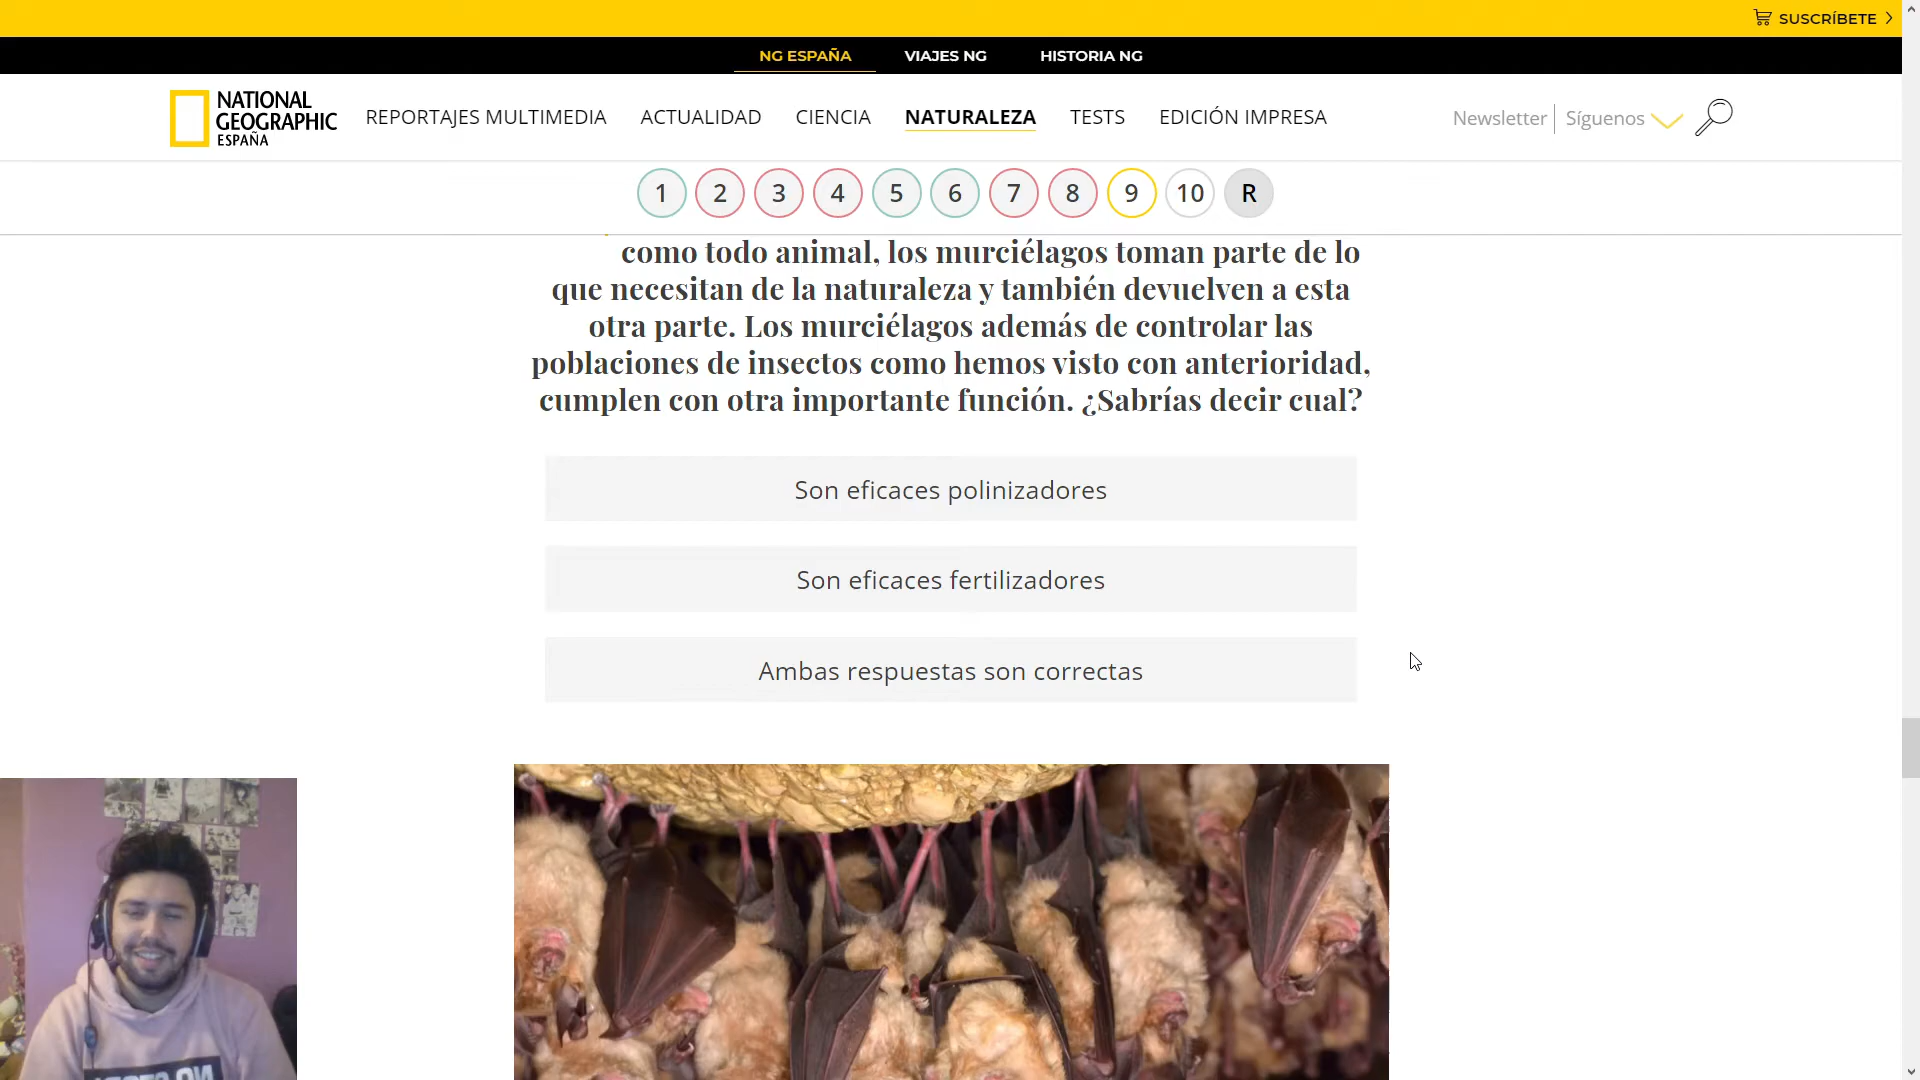 SUSCRÍBETE
NG ESPAÑA
VIAJES NG
HISTORIA NG
NATIONAL
GEOGRAPHIC
ESPAÑA
REPORTAJES MULTIMEDIA
ACTUALIDAD
CIENCIA
NATURALEZA
TESTS
EDICIÓN IMPRESA
Newsletter
Síguenos
1 2 3 4 5 6 7 8 9 10 R
como todo animal, los murciélagos toman parte de lo
que necesitan de la naturaleza y también devuelven a esta
otra parte. Los murciélagos además de controlar las
poblaciones de insectos como hemos visto con anterioridad,
cumplen con otra importante función. ¿Sabrías decir cual?
Son eficaces polinizadores
Son eficaces fertilizadores
Ambas respuestas son correctas